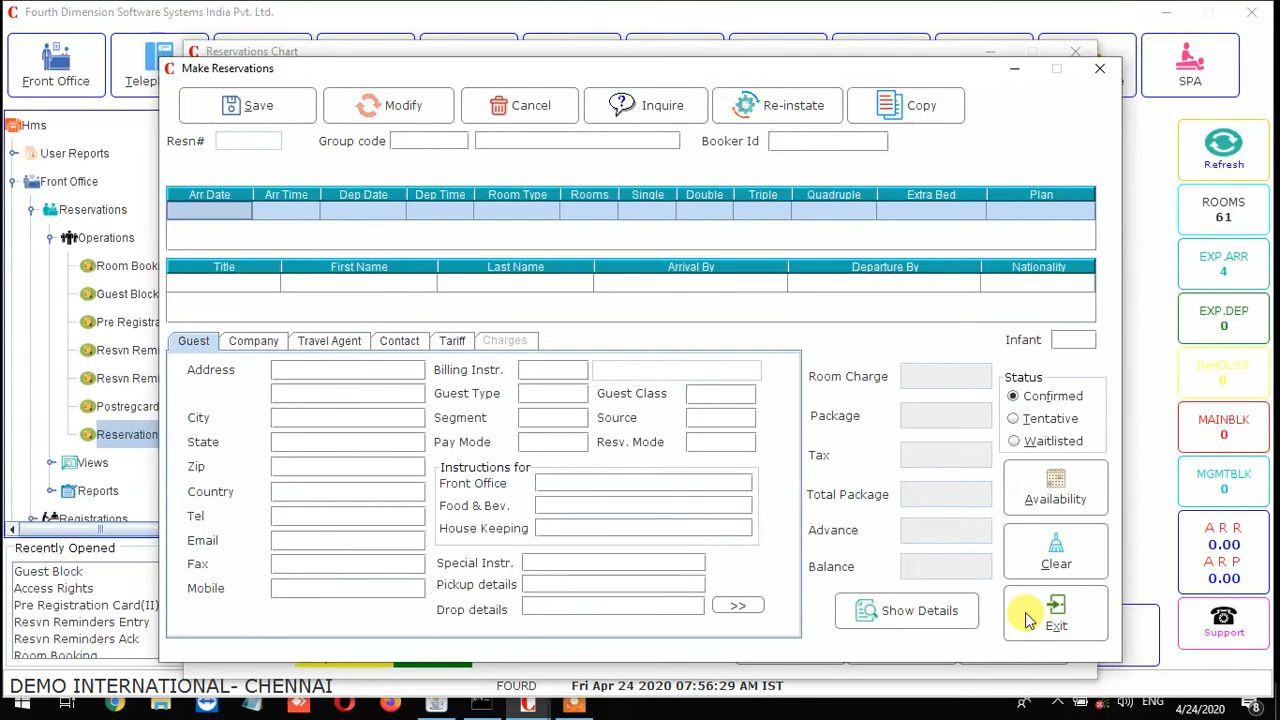 Fourth Dimension Software Systems India Pvt. Ltd.
Front Office
Telep
SPA
Reservations Chart
Make Reservations
Save
Modify
Cancel
Inquire
Re-instate
Copy
Resn#
Group code
Booker Id
Arr Date Arr Time Dep Date Dep Time Room Type Rooms Single Double Triple Quadruple Extra Bed Plan
Title First Name Last Name Arrival By Departure By Nationality
Guest Company Travel Agent Contact Tariff Charges
Infant
Address
City
State
Zip
Country
Tel
Email
Fax
Mobile
Billing Instr.
Guest Type Guest Class
Segment Source
Pay Mode Resv. Mode
Instructions for
Front Office
Food & Bev.
House Keeping
Special Instr.
Pickup details
Drop details >>
Room Charge
Package
Tax
Total Package
Advance
Balance
Show Details
Status
Confirmed
Tentative
Waitlisted
Availability
Clear
Exit
Hms
User Reports
Front Office
Reservations
Operations
Room Book
Guest Block
Pre Registra
Resvn Rem
Resvn Rem
Postregcard
Reservation
Views
Reports
Registrations
Recently Opened
Guest Block
Access Rights
Pre Registration Card(II)
Resvn Reminders Entry
Resvn Reminders Ack
Room Booking
Refresh
ROOMS
61
EXP.ARR
4
EXP.DEP
0
INHOUSE
0
MAINBLK
0
MGMTBLK
0
A R R
0.00
A R P
0.00
Support
DEMO INTERNATIONAL- CHENNAI
FOURD
Fri Apr 24 2020 07:56:29 AM IST
ENG
4/24/2020
8